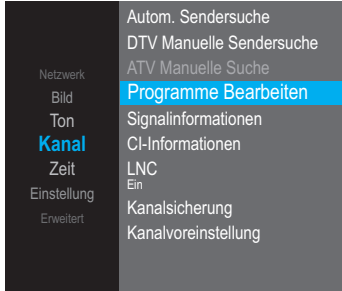 Netzwerk
Bild
Ton
Kanal
Zeit
Einstellung
Erweitert
Autom. Sendersuche
DTV Manuelle Sendersuche
ATV Manuelle Suche
Programme Bearbeiten
Signalinformationen
CI-Informationen
LNC
Ein
Kanalsicherung
Kanalvoreinstellung